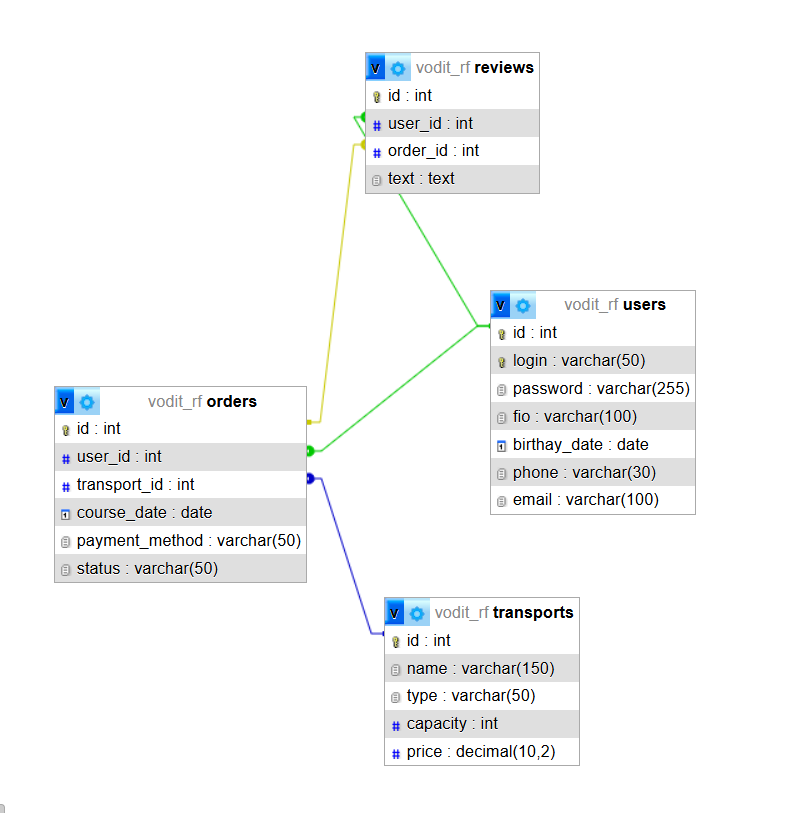 v vodit_rf reviews
id : int
# user_id : int
# order_id : int
text : text
v vodit_rf users
id : int
login : varchar(50)
password : varchar(255)
fio : varchar(100)
birthay_date : date
phone : varchar(30)
email : varchar(100)
v vodit_rf orders
id : int
# user_id : int
# transport_id : int
course_date : date
payment_method : varchar(50)
status : varchar(50)
v vodit_rf transports
id : int
name : varchar(150)
type : varchar(50)
# capacity : int
# price : decimal(10,2)